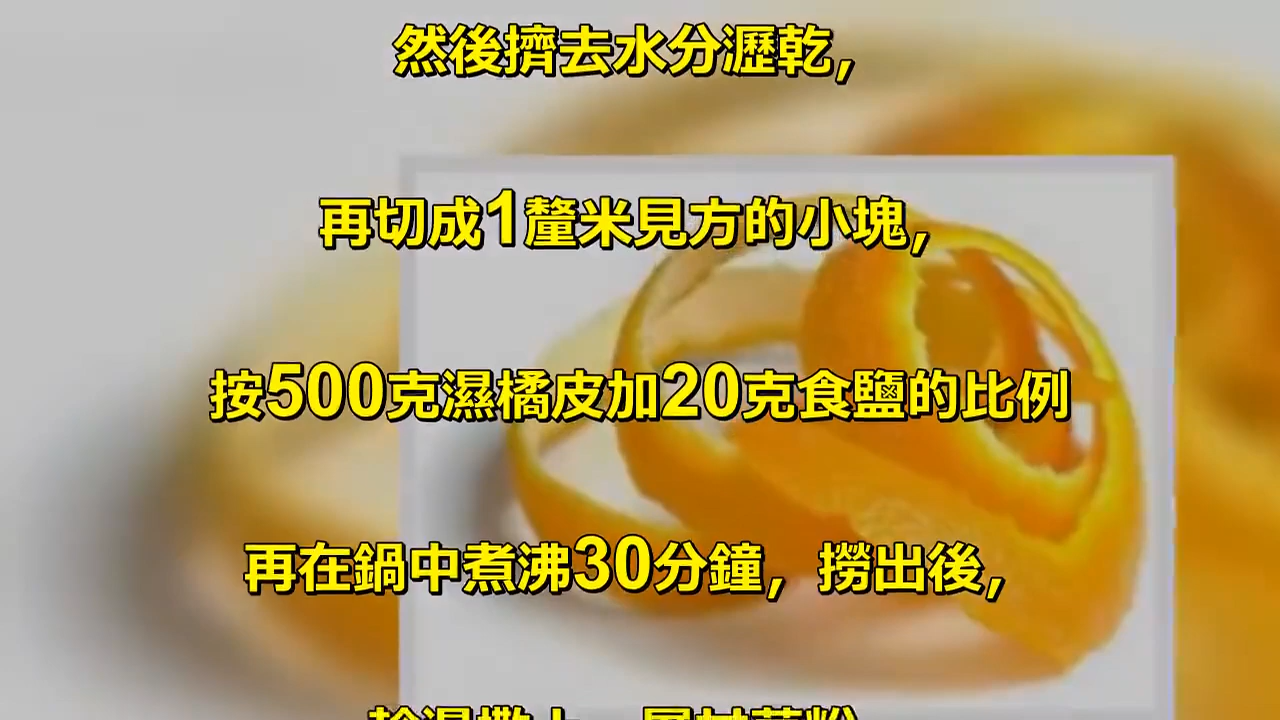 然後擠去水分瀝乾，
再切成1釐米見方的小塊，
按500克濕橘皮加20克食鹽的比例
再在鍋中煮沸30分鐘，撈出後，